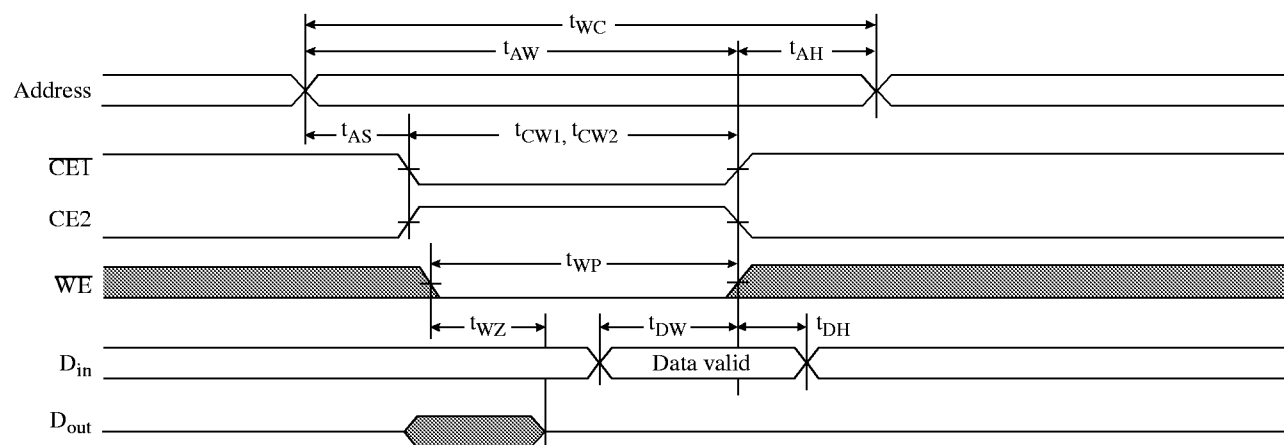 tWC
tAW
tAH
Address
tAS
tCW1, tCW2
CE1
CE2
tWP
WE
tWZ
tDW
tDH
Din
Data valid
Dout